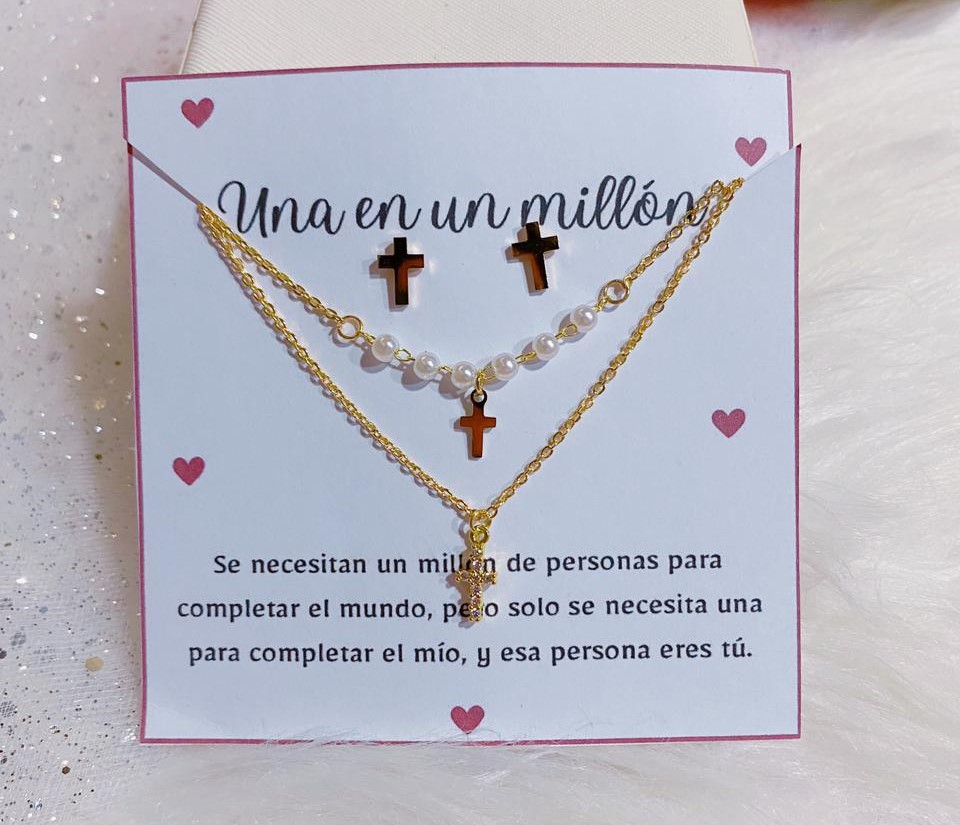 Una en un millón
Se necesitan un millón de personas para
completar el mundo, pero solo se necesita una
para completar el mío, y esa persona eres tú.